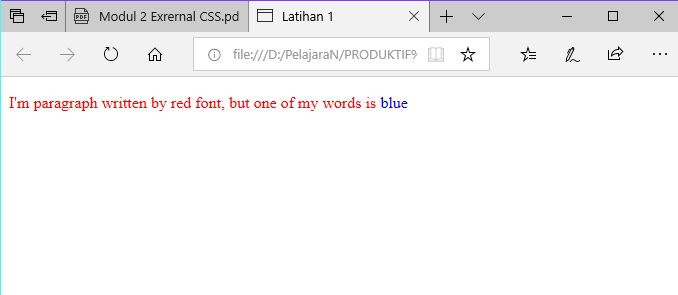 Modul 2 Exrernal CSS.pd
Latihan 1
file:///D:/PelajaraN/PRODUKTIF9
I'm paragraph written by red font, but one of my words is blue